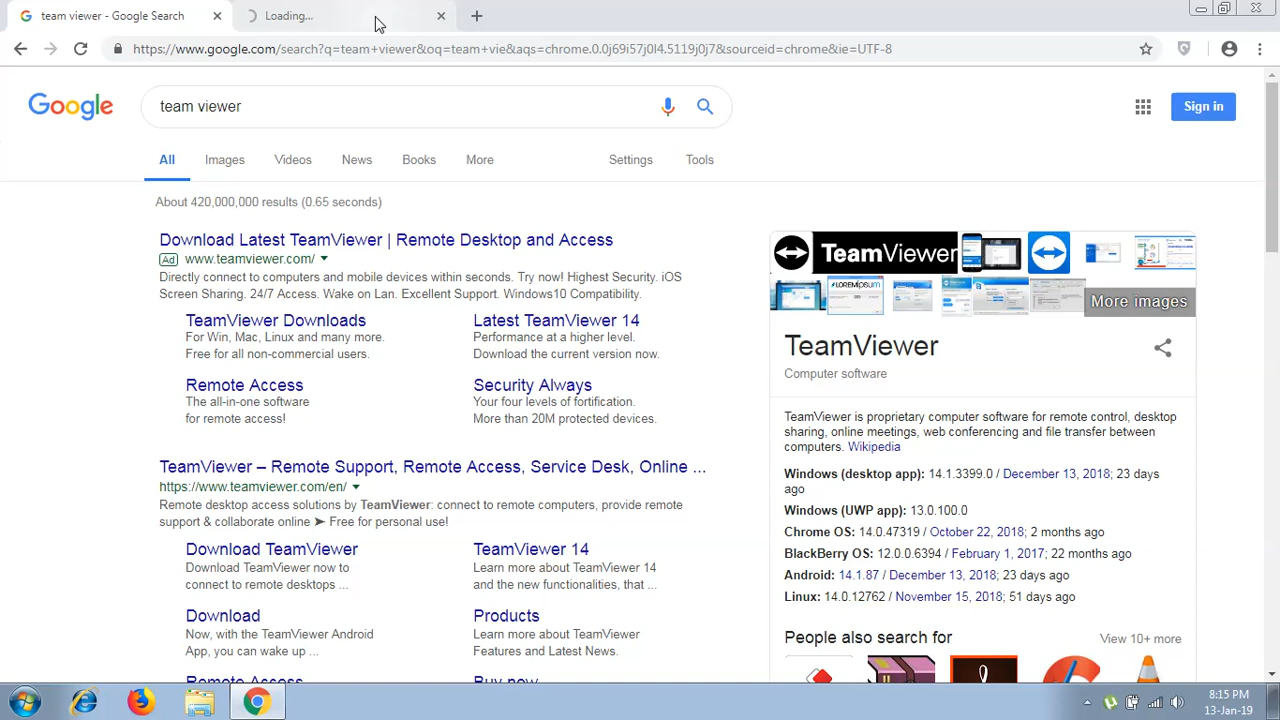 team viewer - Google Search
Loading...
https://www.google.com/search?q=team+viewer&oq=team+vie&aqs=chrome.0.0j69i57j0l4.5119j0j7&sourceid=chrome&ie=UTF-8
Google
team viewer
Sign in
All
Images
Videos
News
Books
More
Settings
Tools
About 420,000,000 results (0.65 seconds)
Download Latest TeamViewer | Remote Desktop and Access
Ad www.teamviewer.com/
Directly connect to computers and mobile devices within seconds. Try now! Highest Security. iOS
Screen Sharing. 24/7 Access. Wake on Lan. Excellent Support. Windows10 Compatibility.
TeamViewer Downloads
For Win, Mac, Linux and many more.
Free for all non-commercial users.
Latest TeamViewer 14
Performance at a higher level.
Download the current version now.
Remote Access
The all-in-one software
for remote access!
Security Always
Your four levels of fortification.
More than 20M protected devices.
TeamViewer – Remote Support, Remote Access, Service Desk, Online ...
https://www.teamviewer.com/en/
Remote desktop access solutions by TeamViewer: connect to remote computers, provide remote
support & collaborate online ➤ Free for personal use!
Download TeamViewer
Download TeamViewer now to
connect to remote desktops ...
TeamViewer 14
Learn more about TeamViewer 14
and the new functionalities, that ...
Download
Now, with the TeamViewer Android
App, you can wake up ...
Products
Learn more about TeamViewer
Features and Latest News.
Remote Access
Buy now
TeamViewer
LOREM IPSUM
More images
TeamViewer
Computer software
TeamViewer is proprietary computer software for remote control, desktop
sharing, online meetings, web conferencing and file transfer between
computers. Wikipedia
Windows (desktop app): 14.1.3399.0 / December 13, 2018; 23 days
ago
Windows (UWP app): 13.0.100.0
Chrome OS: 14.0.47319 / October 22, 2018; 2 months ago
BlackBerry OS: 12.0.0.6394 / February 1, 2017; 22 months ago
Android: 14.1.87 / December 13, 2018; 23 days ago
Linux: 14.0.12762 / November 15, 2018; 51 days ago
People also search for
View 10+ more
8:15 PM
13-Jan-19